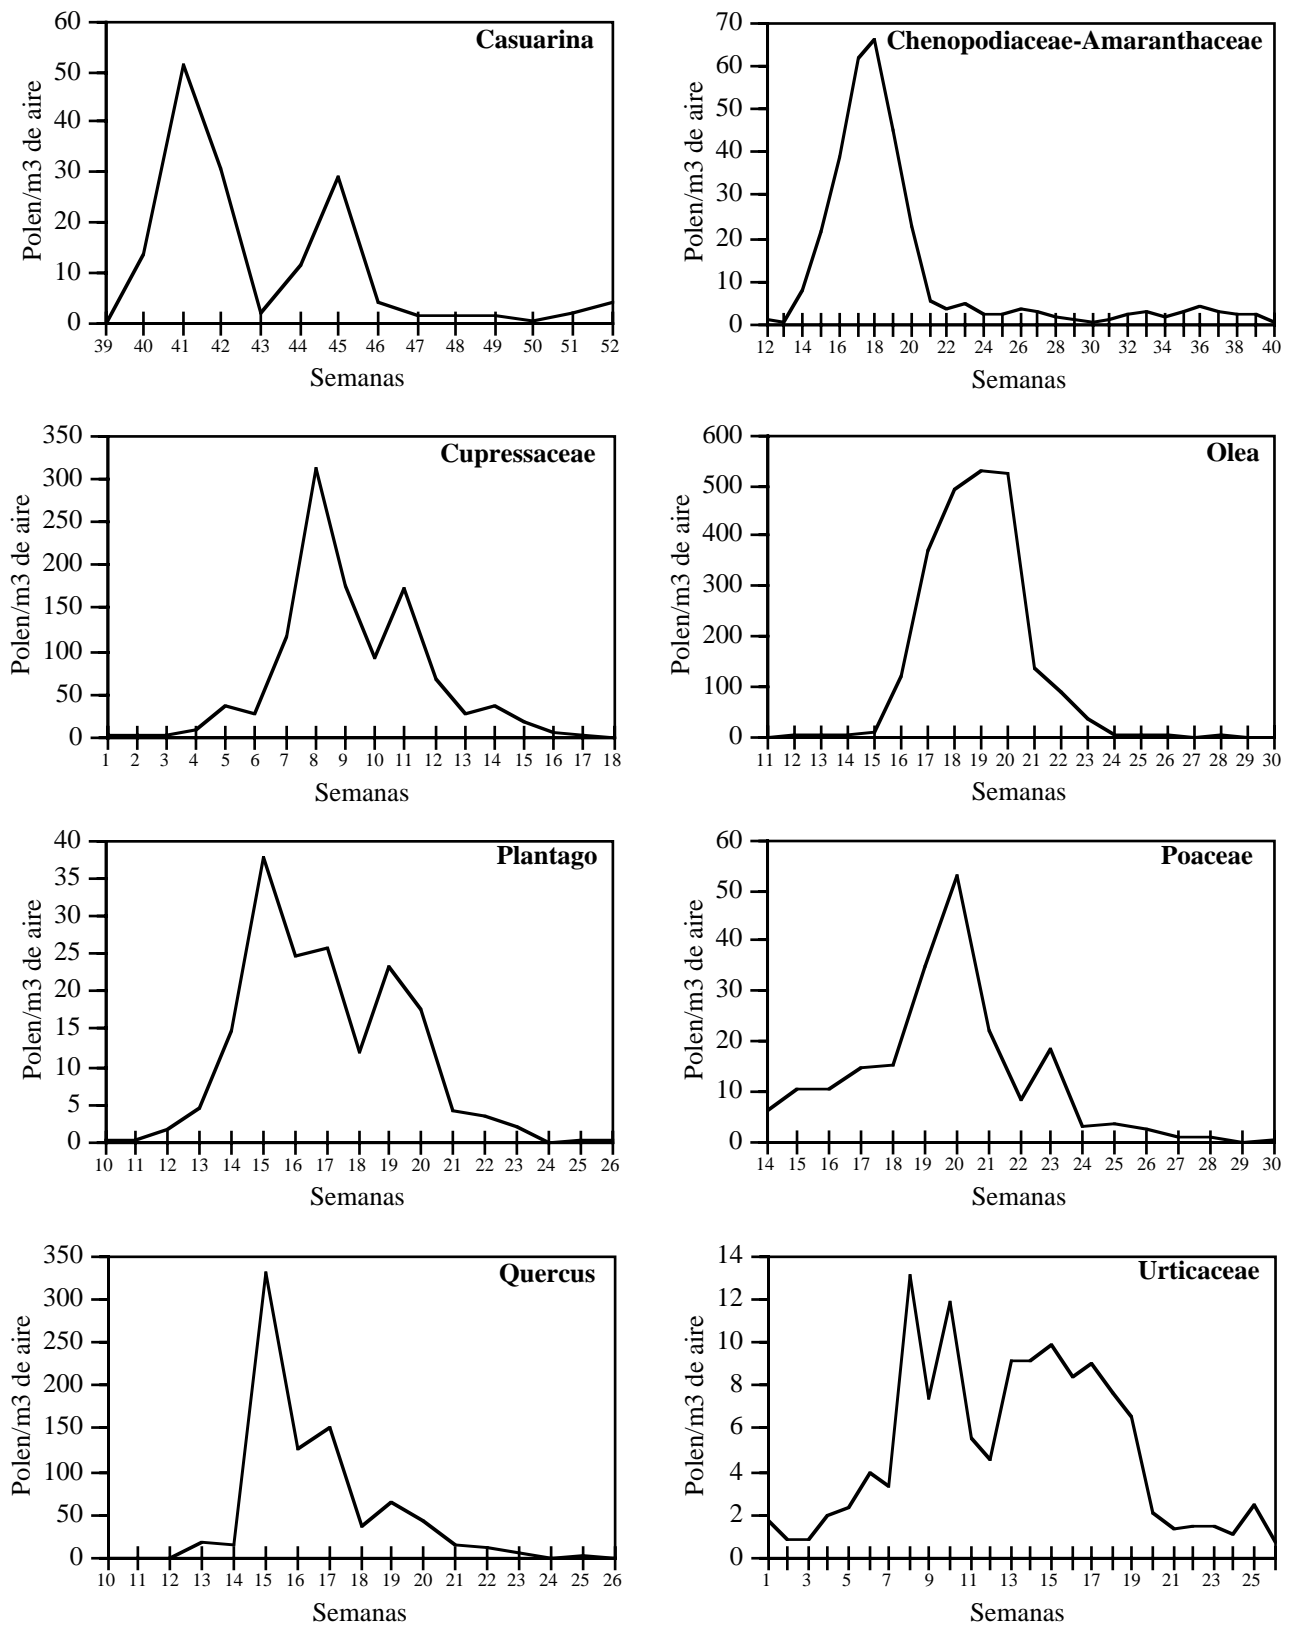 Casuarina
Polen/m3 de aire
60
50
40
30
20
10
0
39 40 41 42 43 44 45 46 47 48 49 50 51 52
Semanas
Chenopodiaceae-Amaranthaceae
Polen/m3 de aire
70
60
50
40
30
20
10
0
12 14 16 18 20 22 24 26 28 30 32 34 36 38 40
Semanas
Cupressaceae
Polen/m3 de aire
350
300
250
200
150
100
50
0
1 2 3 4 5 6 7 8 9 10 11 12 13 14 15 16 17 18
Semanas
Olea
Polen/m3 de aire
600
500
400
300
200
100
0
11 12 13 14 15 16 17 18 19 20 21 22 23 24 25 26 27 28 29 30
Semanas
Plantago
Polen/m3 de aire
40
35
30
25
20
15
10
5
0
10 11 12 13 14 15 16 17 18 19 20 21 22 23 24 25 26
Semanas
Poaceae
Polen/m3 de aire
60
50
40
30
20
10
0
14 15 16 17 18 19 20 21 22 23 24 25 26 27 28 29 30
Semanas
Quercus
Polen/m3 de aire
350
300
250
200
150
100
50
0
10 11 12 13 14 15 16 17 18 19 20 21 22 23 24 25 26
Semanas
Urticaceae
Polen/m3 de aire
14
12
10
8
6
4
2
0
1 3 5 7 9 11 13 15 17 19 21 23 25
Semanas